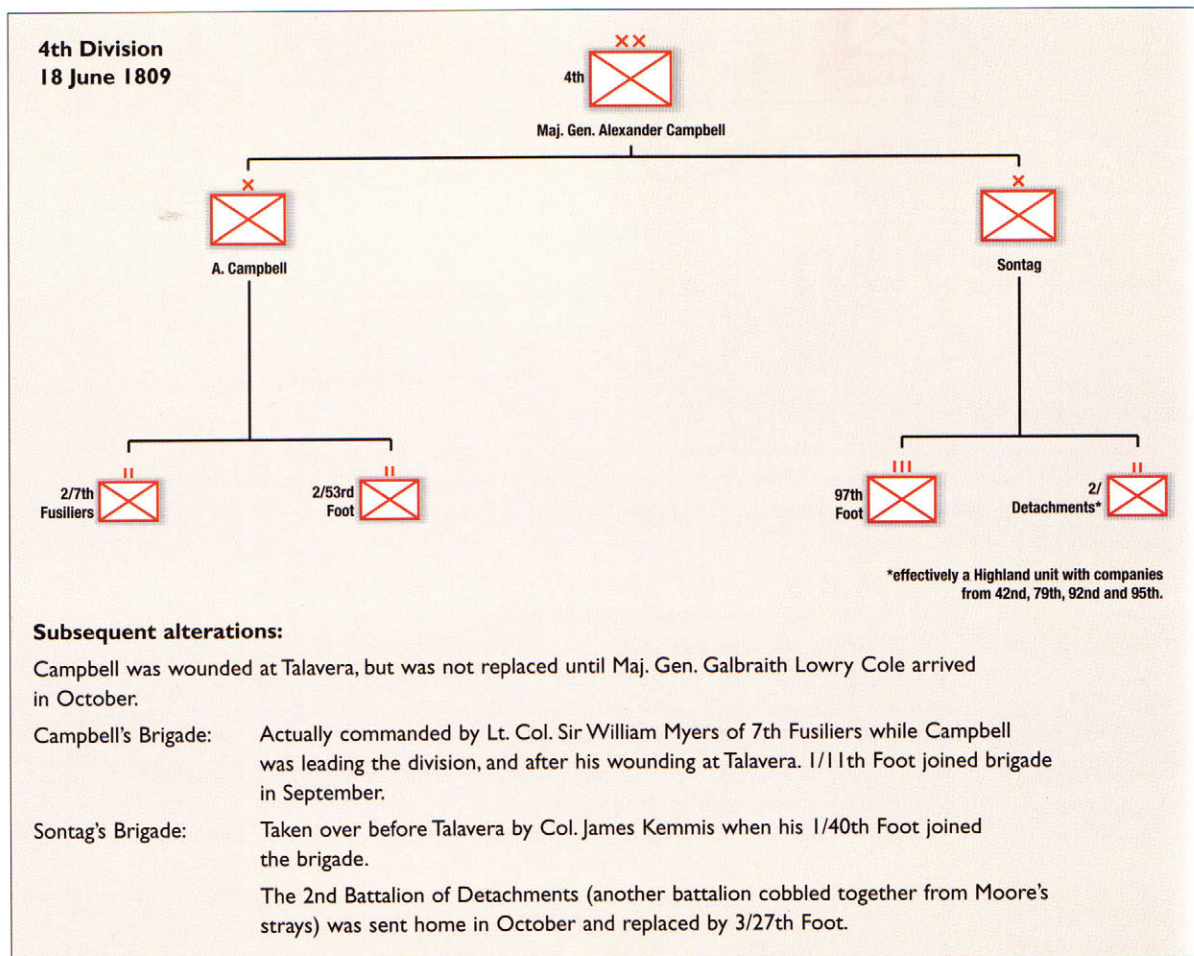 4th Division
18 June 1809
XX
4th
Maj. Gen. Alexander Campbell
X
A. Campbell
X
Sontag
II
2/7th
Fusiliers
II
2/53rd
Foot
III
97th
Foot
II
2/
Detachments*
*effectively a Highland unit with companies
from 42nd, 79th, 92nd and 95th.
Subsequent alterations:
Campbell was wounded at Talavera, but was not replaced until Maj. Gen. Galbraith Lowry Cole arrived
in October.
Campbell's Brigade: Actually commanded by Lt. Col. Sir William Myers of 7th Fusiliers while Campbell
was leading the division, and after his wounding at Talavera. 1/11th Foot joined brigade
in September.
Sontag's Brigade: Taken over before Talavera by Col. James Kemmis when his 1/40th Foot joined
the brigade.
The 2nd Battalion of Detachments (another battalion cobbled together from Moore's
strays) was sent home in October and replaced by 3/27th Foot.